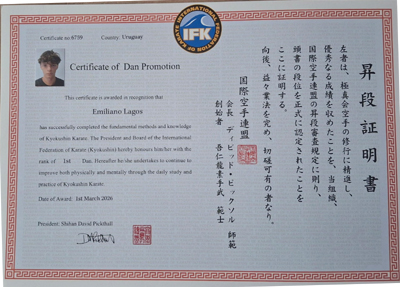 INTERNATIONAL FEDERATION OF KARATE
IFK
Certificate no 6759 Country: Uruguay
Certificate of Dan Promotion
This certificate is awarded in recognition that
Emiliano Lagos
has successfully completed the fundamental methods and knowledge
of Kyokushin Karate. The President and Board of the International
Federation of Karate (Kyokushin) hereby honours him/her with the
rank of 1st Dan. Hereafter he/she undertakes to continue to
improve both physically and mentally through the daily study and
practice of Kyokushin Karate.
Date of Award: 1st March 2026
President: Shihan David Pickthall
昇段証明書
左者は、極真会空手の修行に精進し、
優秀なる成績を収めたことを、当組織、
国際空手連盟の昇段審査規定に則り、
頭書の段位を正式に認定されたことを
ここに証明する。
向後、益々業法を究め、切磋可有の者なり。
国際空手連盟
会長 ディビッド・ピックソル 師範
創始者